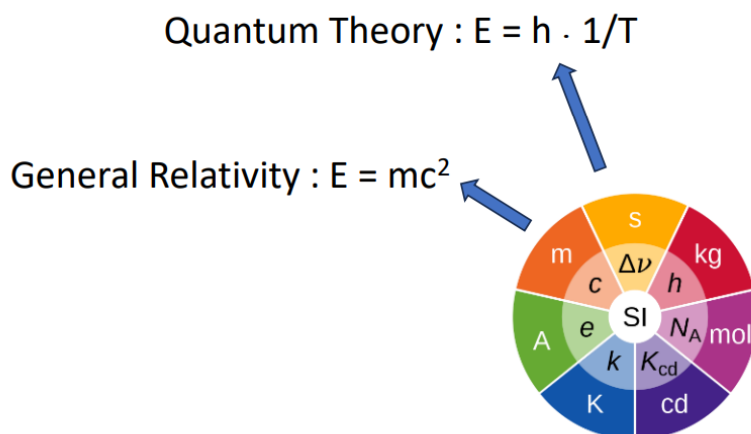 Quantum Theory : E = h · 1/T
General Relativity : E = mc²
s
m
kg
Δν
c
h
SI
A
e
N_A
mol
k
K_cd
K
cd